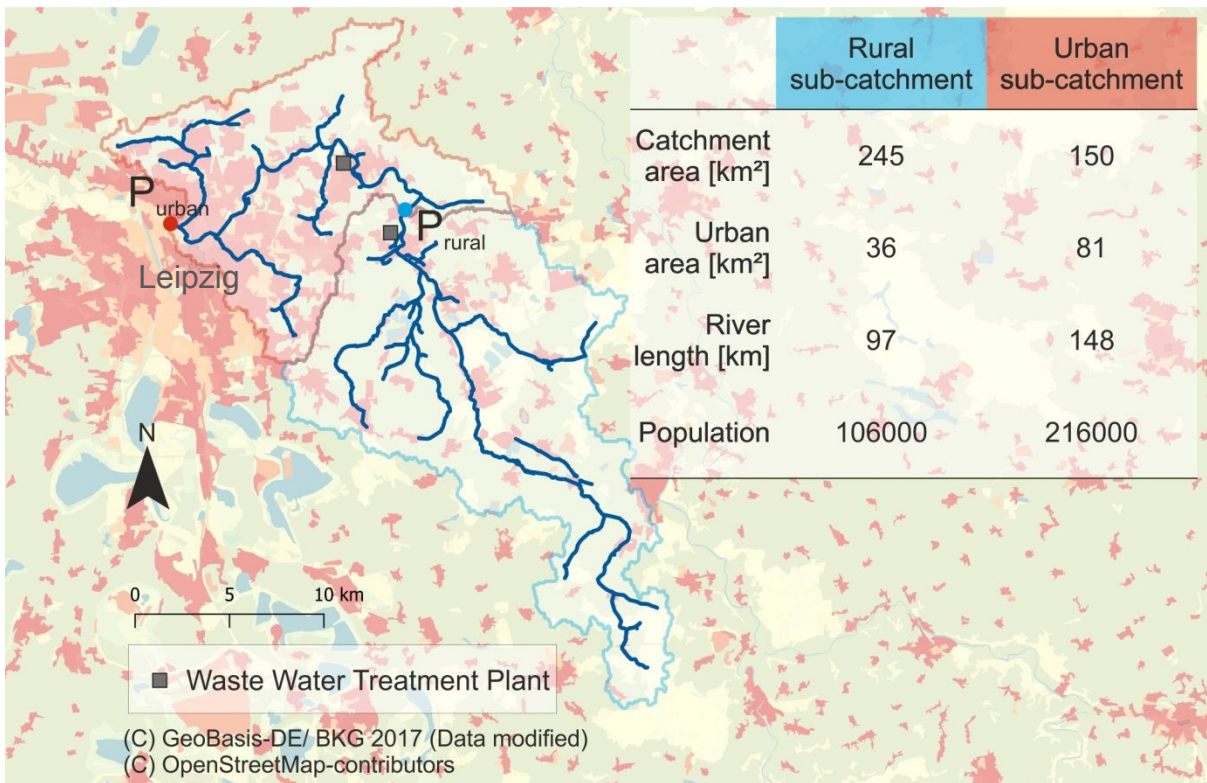 Rural
sub-catchment
Urban
sub-catchment
Catchment
area [km²]
245
150
Urban
area [km²]
36
81
River
length [km]
97
148
Population
106000
216000
P urban
P rural
Leipzig
N
0 5 10 km
Waste Water Treatment Plant
(C) GeoBasis-DE/ BKG 2017 (Data modified)
(C) OpenStreetMap-contributors